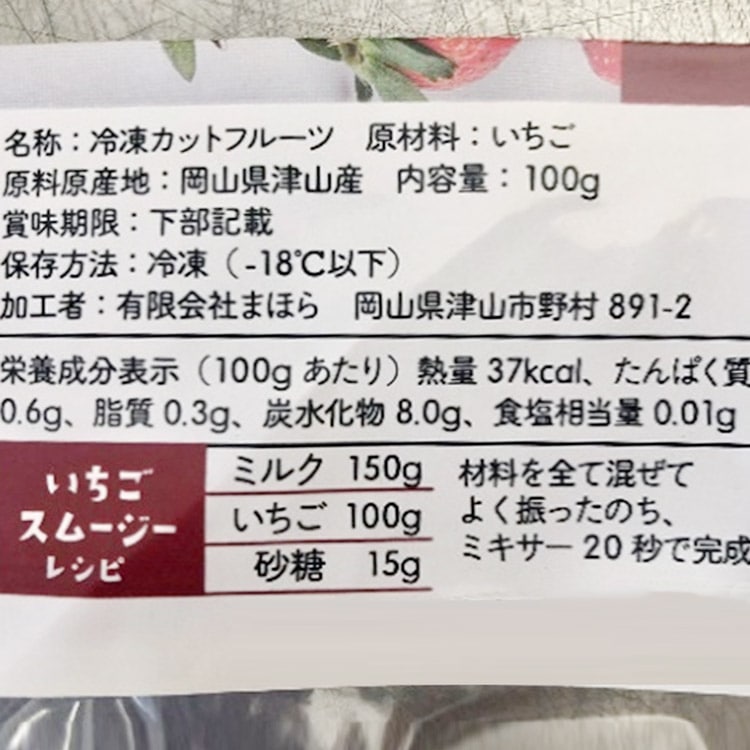 名称：冷凍カットフルーツ　原材料：いちご
原料原産地：岡山県津山産　内容量：100g
賞味期限：下部記載
保存方法：冷凍（-18℃以下）
加工者：有限会社まほら　岡山県津山市野村 891-2
栄養成分表示（100g あたり）熱量 37kcal、たんぱく質
0.6g、脂質 0.3g、炭水化物 8.0g、食塩相当量 0.01g
いちご
スムージー
レシピ
ミルク 150g
いちご 100g
砂糖 15g
材料を全て混ぜて
よく振ったのち、
ミキサー 20 秒で完成